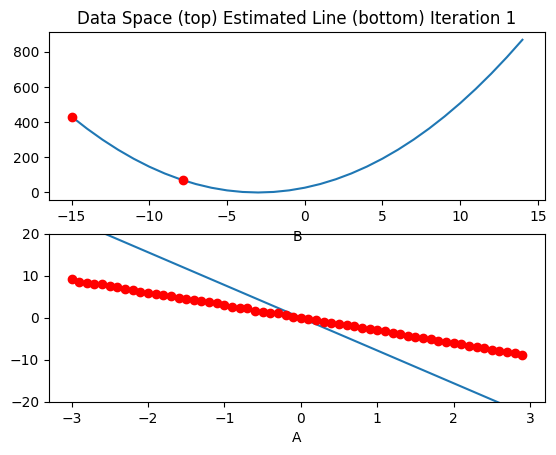 Data Space (top) Estimated Line (bottom) Iteration 1
800
600
400
200
0
−15 −10 −5 0 5 10 15
B
20
10
0
−10
−20
−3 −2 −1 0 1 2 3
A